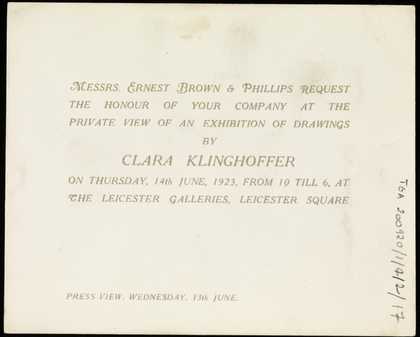 Messrs. Ernest Brown & Phillips Request
the honour of your company at the
private view of an exhibition of drawings
by
CLARA KLINGHOFFER
on Thursday, 14th June, 1923, from 10 till 6, at
The Leicester Galleries, Leicester Square
Press View, Wednesday, 13th June.
TGA 200920/1/4/2/17